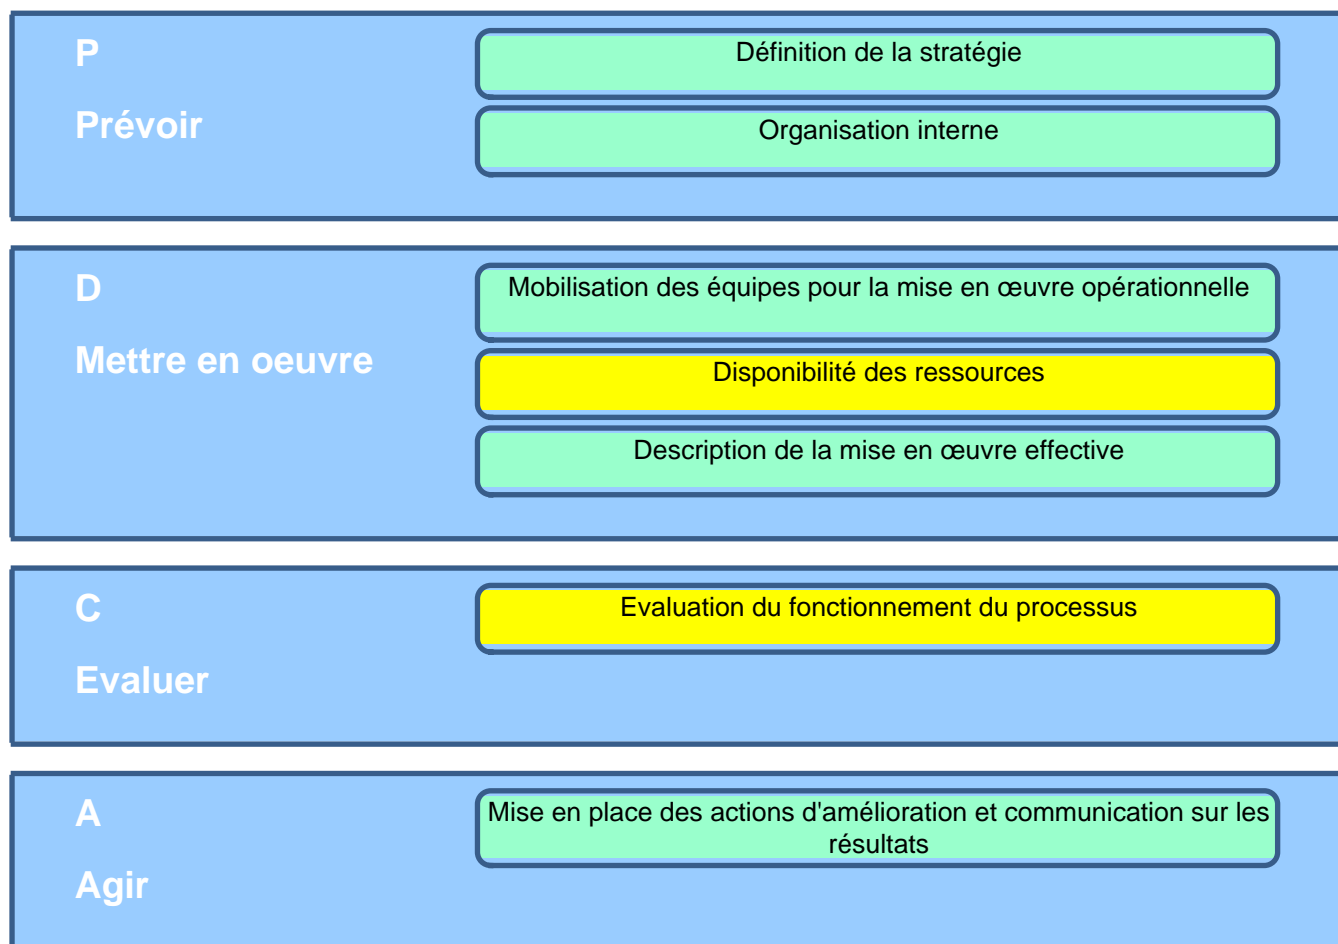 P
Prévoir
Définition de la stratégie
Organisation interne
D
Mettre en oeuvre
Mobilisation des équipes pour la mise en œuvre opérationnelle
Disponibilité des ressources
Description de la mise en œuvre effective
C
Evaluer
Evaluation du fonctionnement du processus
A
Agir
Mise en place des actions d'amélioration et communication sur les
résultats